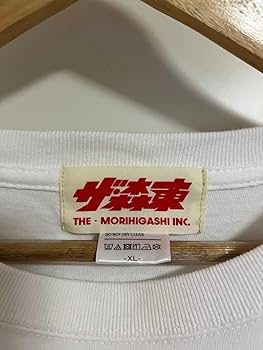 ザ・森東
THE・MORIHIGASHI INC.
DO NOT DRY CLEAN
-XL-